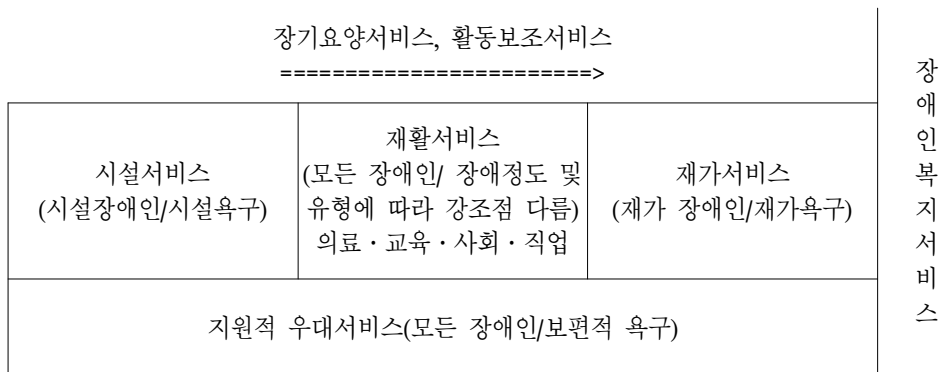 장기요양서비스, 활동보조서비스
========================>
시설서비스
(시설장애인/시설욕구)
재활서비스
(모든 장애인/ 장애정도 및
유형에 따라 강조점 다름)
의료・교육・사회・직업
재가서비스
(재가 장애인/재가욕구)
지원적 우대서비스(모든 장애인/보편적 욕구)
장
애
인
복
지
서
비
스